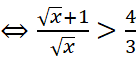 ⇔ (√x+1)/√x > 4/3